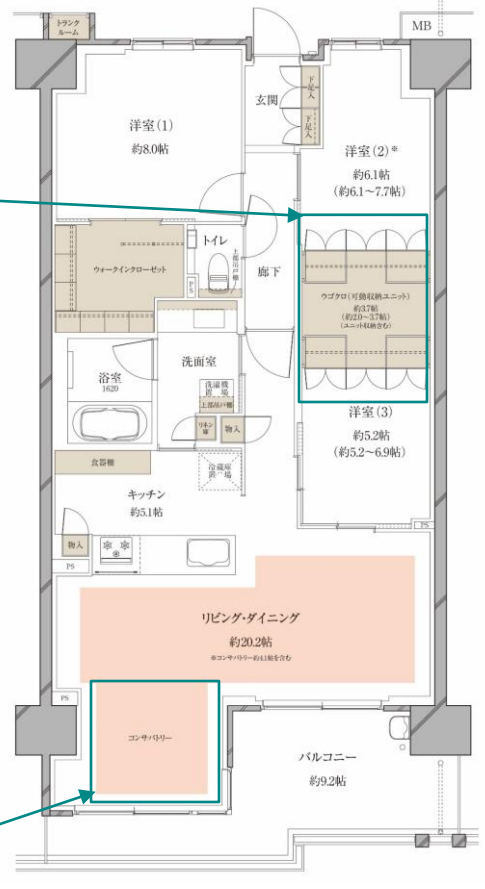 トランク
ルーム
MB
玄関
下足入
下足入
洋室(1)
約8.0帖
洋室(2)*
約6.1帖
(約6.1〜7.7帖)
トイレ
上部吊戸棚
廊下
ウォークインクローゼット
PS
ウゴクロ(可動収納ユニット)
約3.7帖
(約2.0〜3.7帖)
(ユニット収納含む)
洗面室
浴室
1620
洗濯機
置場
上部吊戸棚
リネン
庫
物入
洋室(3)
約5.2帖
(約5.2〜6.9帖)
食器棚
冷蔵庫
置場
キッチン
約5.1帖
物入
PS
PS
リビング・ダイニング
約20.2帖
※コンサバトリー約4.1帖を含む
PS
コンサバトリー
バルコニー
約9.2帖